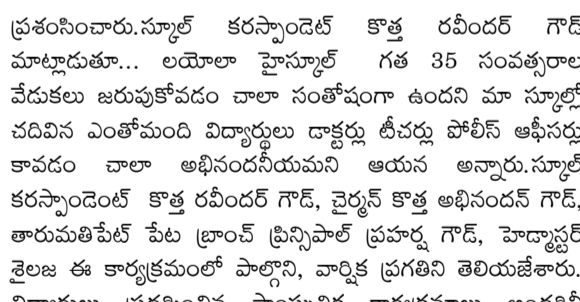 ప్రశంసించారు.స్కూల్ కరస్పాండెట్ కొత్త రవీందర్ గౌడ్
మాట్లాడుతూ... లయోలా హైస్కూల్ గత 35 సంవత్సరాల
వేడుకలు జరుపుకోవడం చాలా సంతోషంగా ఉందని మా స్కూల్లో
చదివిన ఎంతోమంది విద్యార్థులు డాక్టర్లు టీచర్లు పోలీస్ ఆఫీసర్లు
కావడం చాలా అభినందనీయమని ఆయన అన్నారు.స్కూల్
కరస్పాండెంట్ కొత్త రవీందర్ గౌడ్, చైర్మన్ కొత్త అభినందన్ గౌడ్,
తారుమతిపేట్ పేట బ్రాంచ్ ప్రిన్సిపాల్ ప్రహర్ష గౌడ్, హెడ్మాస్టర్
శైలజ ఈ కార్యక్రమంలో పాల్గొని, వార్షిక ప్రగతిని తెలియజేశారు.